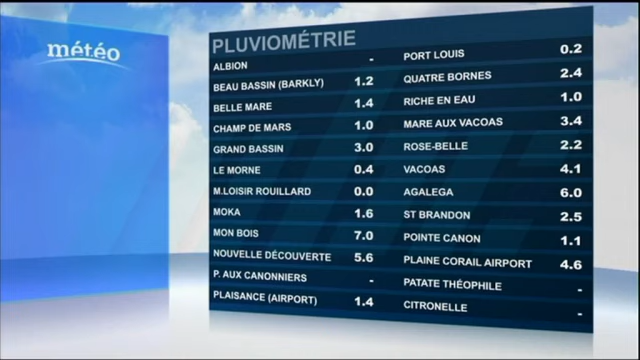 météo
PLUVIOMÉTRIE
ALBION -
BEAU BASSIN (BARKLY) 1.2
BELLE MARE 1.4
CHAMP DE MARS 1.0
GRAND BASSIN 3.0
LE MORNE 0.4
M.LOISIR ROUILLARD 0.0
MOKA 1.6
MON BOIS 7.0
NOUVELLE DÉCOUVERTE 5.6
P. AUX CANONNIERS -
PLAISANCE (AIRPORT) 1.4
PORT LOUIS 0.2
QUATRE BORNES 2.4
RICHE EN EAU 1.0
MARE AUX VACOAS 3.4
ROSE-BELLE 2.2
VACOAS 4.1
AGALEGA 6.0
ST BRANDON 2.5
POINTE CANON 1.1
PLAINE CORAIL AIRPORT 4.6
PATATE THÉOPHILE -
CITRONELLE -